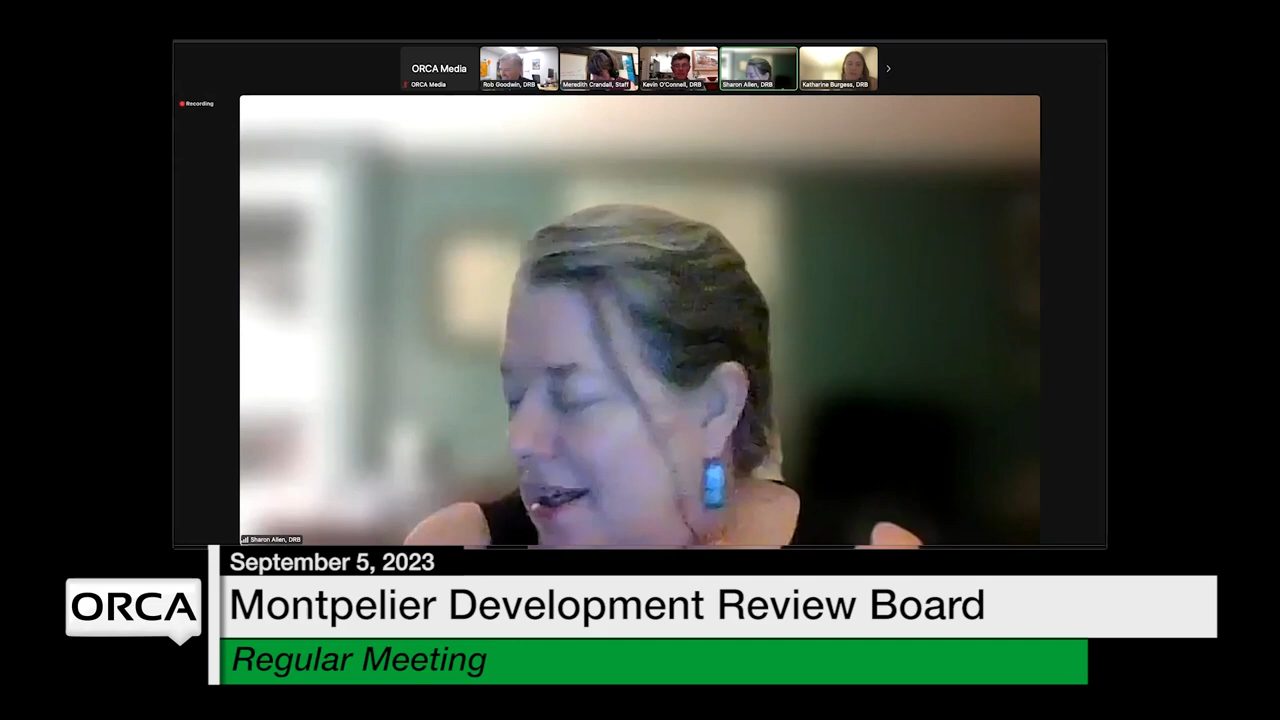 ORCA Media
ORCA Media
Rob Goodwin, DRB
Meredith Crandall, Staff
Kevin O'Connell, DRB
Sharon Allen, DRB
Katharine Burgess, DRB
Recording
Sharon Allen, DRB
September 5, 2023
ORCA
Montpelier Development Review Board
Regular Meeting